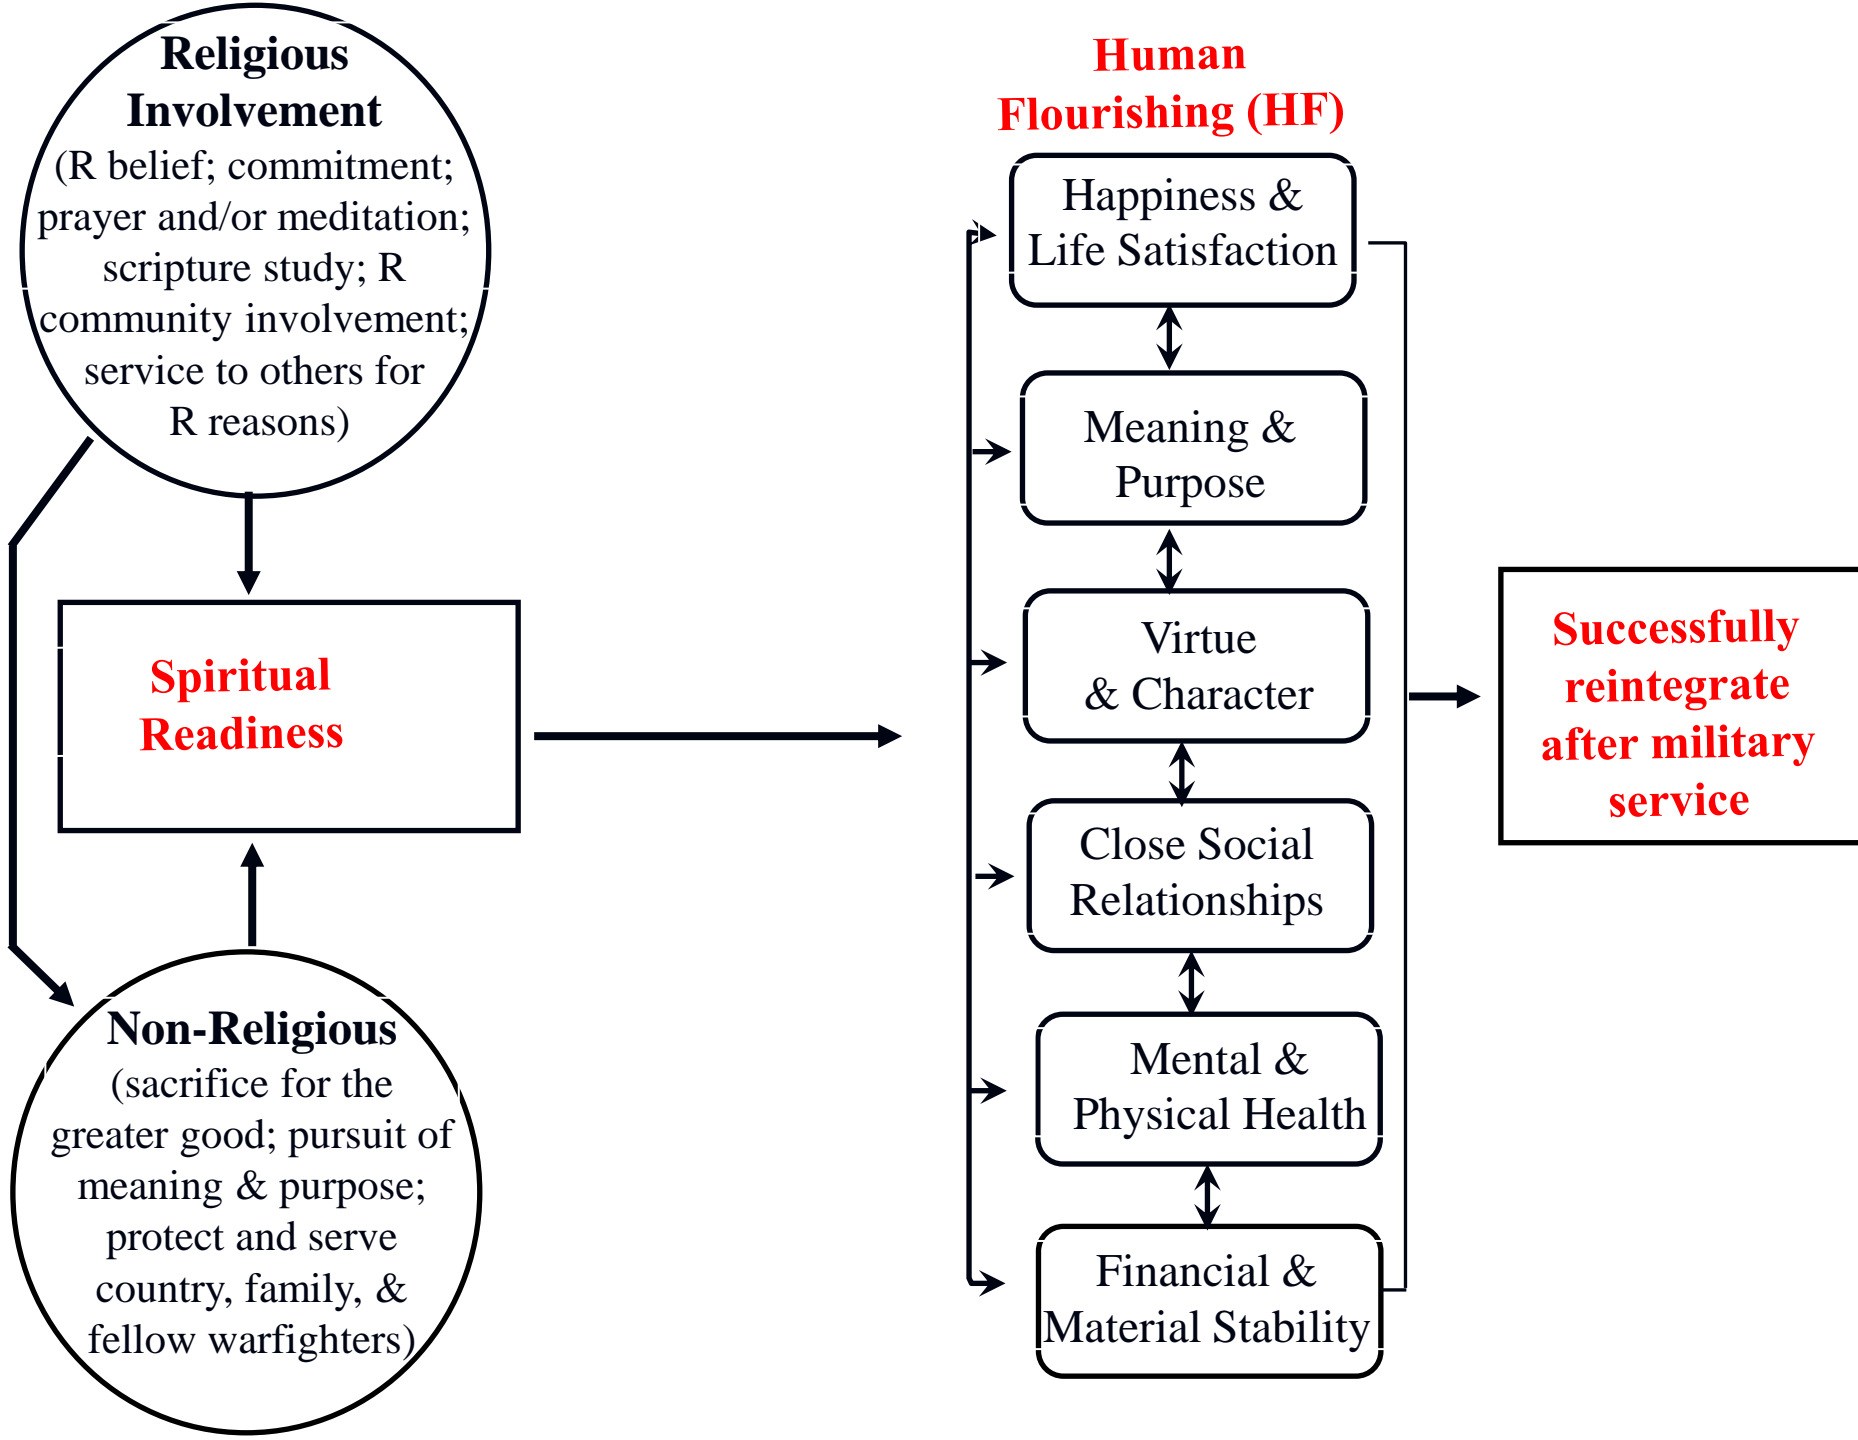 Religious
Involvement
(R belief; commitment;
prayer and/or meditation;
scripture study; R
community involvement;
service to others for
R reasons)
Spiritual
Readiness
Non-Religious
(sacrifice for the
greater good; pursuit of
meaning & purpose;
protect and serve
country, family, &
fellow warfighters)
Human
Flourishing (HF)
Happiness &
Life Satisfaction
Meaning &
Purpose
Virtue
& Character
Close Social
Relationships
Mental &
Physical Health
Financial &
Material Stability
Successfully
reintegrate
after military
service